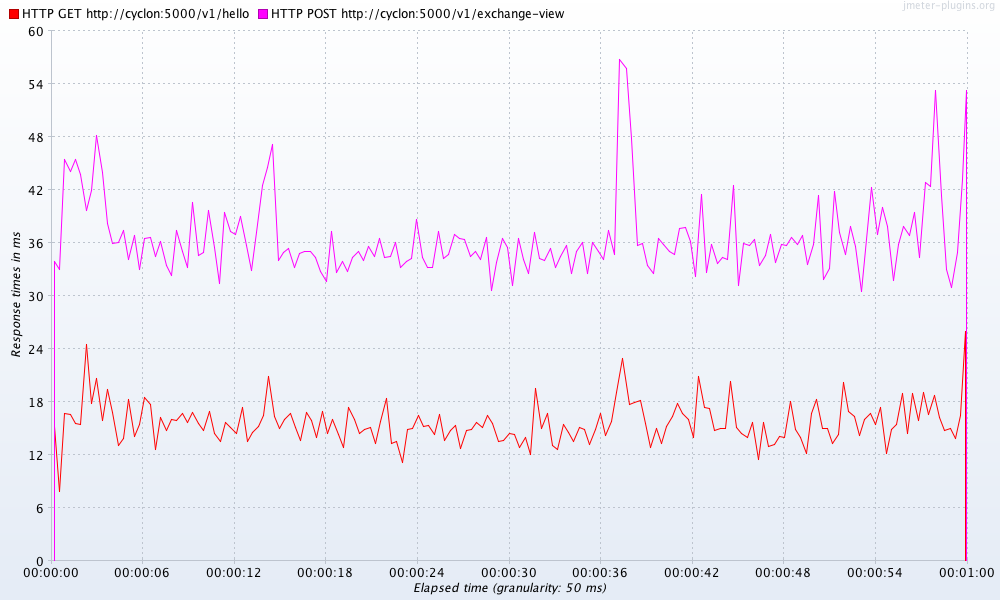 jmeter-plugins.org
HTTP GET http://cyclon:5000/v1/hello HTTP POST http://cyclon:5000/v1/exchange-view
60
54
48
42
36
30
24
18
12
6
0
Response times in ms
00:00:00 00:00:06 00:00:12 00:00:18 00:00:24 00:00:30 00:00:36 00:00:42 00:00:48 00:00:54 00:01:00
Elapsed time (granularity: 50 ms)